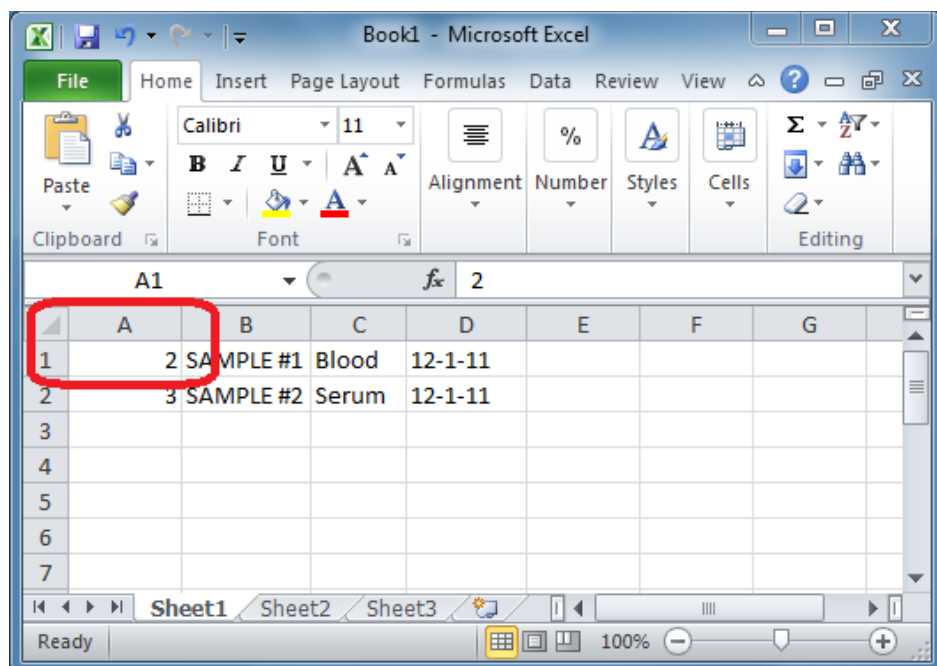 Book1 - Microsoft Excel
File Home Insert Page Layout Formulas Data Review View
Calibri 11
B I U A A
Paste A
Alignment Number Styles Cells
Clipboard Font Editing
A1 fx 2
A B C D E F G
1 2 SAMPLE #1 Blood 12-1-11
2 3 SAMPLE #2 Serum 12-1-11
3
4
5
6
7
Sheet1 Sheet2 Sheet3
Ready 100%